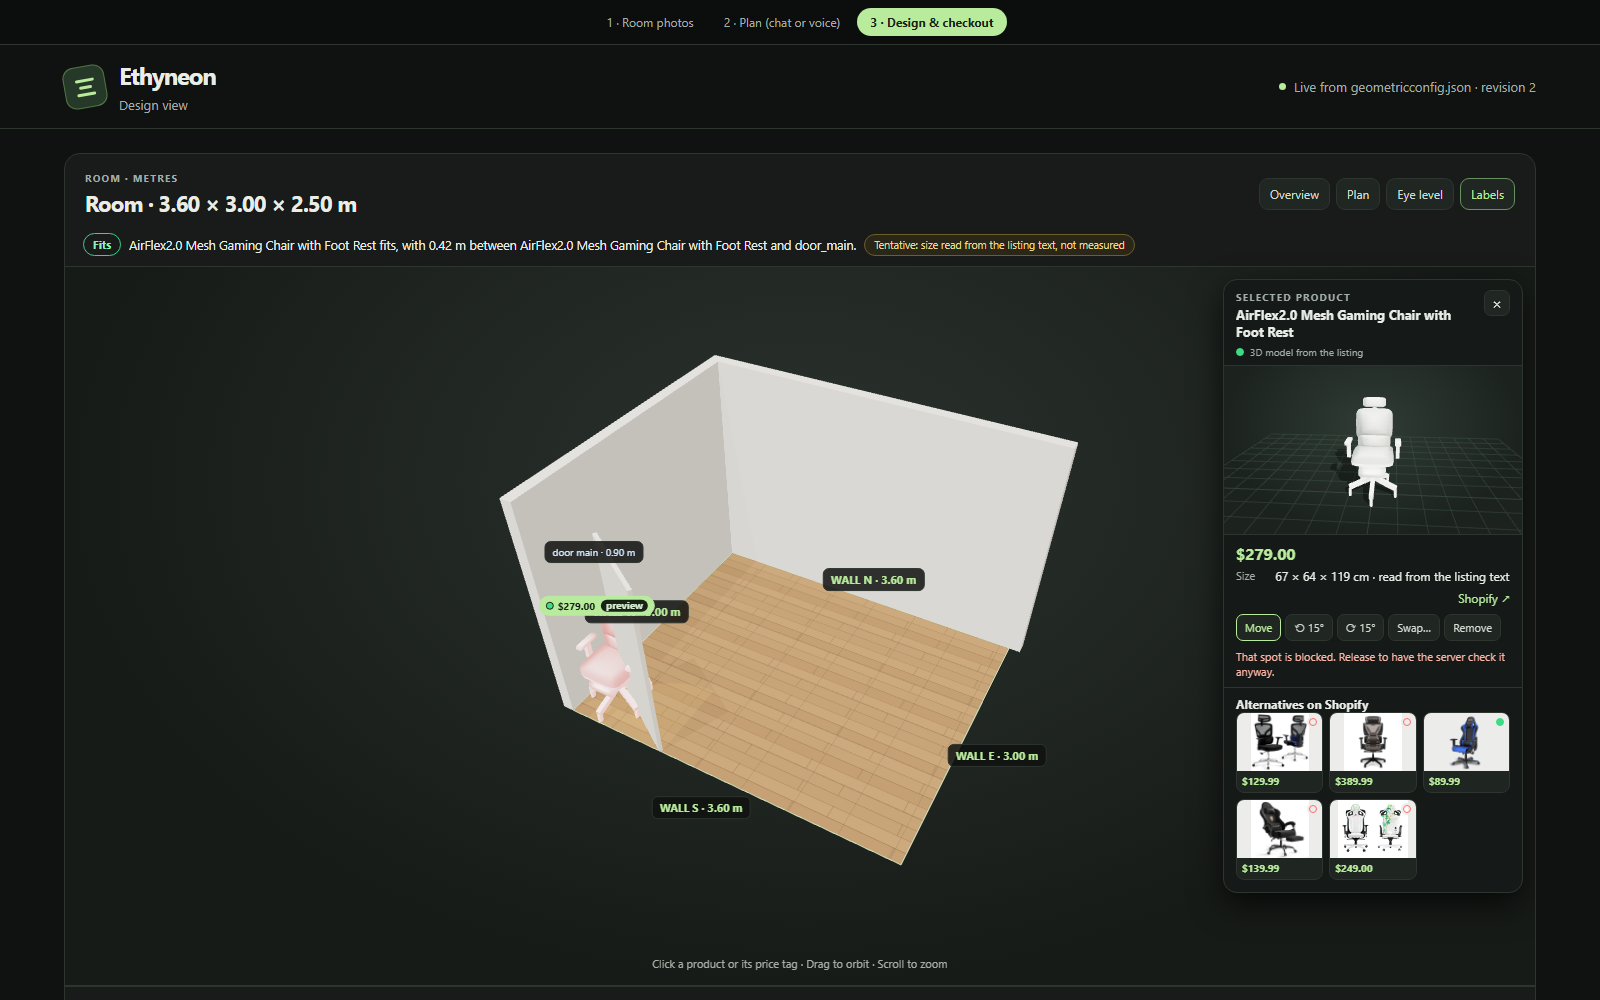 1 · Room photos
2 · Plan (chat or voice)
3 · Design & checkout
Ethyneon
Design view
Live from geometricconfig.json · revision 2
ROOM · METRES
Room · 3.60 × 3.00 × 2.50 m
Overview
Plan
Eye level
Labels
Fits
AirFlex2.0 Mesh Gaming Chair with Foot Rest fits, with 0.42 m between AirFlex2.0 Mesh Gaming Chair with Foot Rest and door_main.
Tentative: size read from the listing text, not measured
SELECTED PRODUCT
×
AirFlex2.0 Mesh Gaming Chair with
Foot Rest
3D model from the listing
door main · 0.90 m
WALL N · 3.60 m
$279.00 preview
.00 m
WALL E · 3.00 m
WALL S · 3.60 m
$279.00
Size
67 × 64 × 119 cm · read from the listing text
Shopify ↗
Move
⟲ 15°
⟳ 15°
Swap...
Remove
That spot is blocked. Release to have the server check it
anyway.
Alternatives on Shopify
$129.99
$389.99
$89.99
$139.99
$249.00
Click a product or its price tag · Drag to orbit · Scroll to zoom